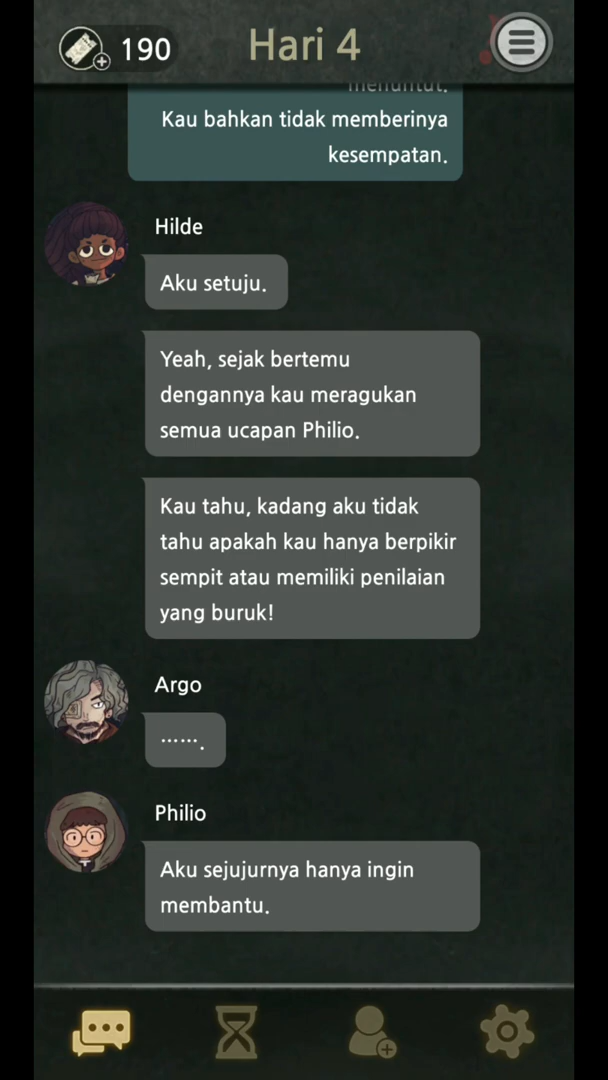 190
Hari 4
menuntut.
Kau bahkan tidak memberinya
kesempatan.
Hilde
Aku setuju.
Yeah, sejak bertemu
dengannya kau meragukan
semua ucapan Philio.
Kau tahu, kadang aku tidak
tahu apakah kau hanya berpikir
sempit atau memiliki penilaian
yang buruk!
Argo
…….
Philio
Aku sejujurnya hanya ingin
membantu.